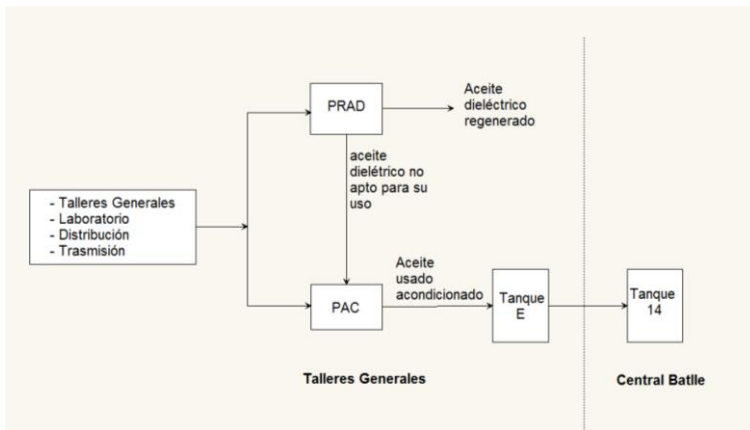 PRAD
Aceite
dieléctrico
regenerado
aceite
dielétrico no
apto para su
uso
- Talleres Generales
- Laboratorio
- Distribución
- Trasmisión
PAC
Aceite
usado
acondicionado
Tanque
E
Tanque
14
Talleres Generales
Central Batlle